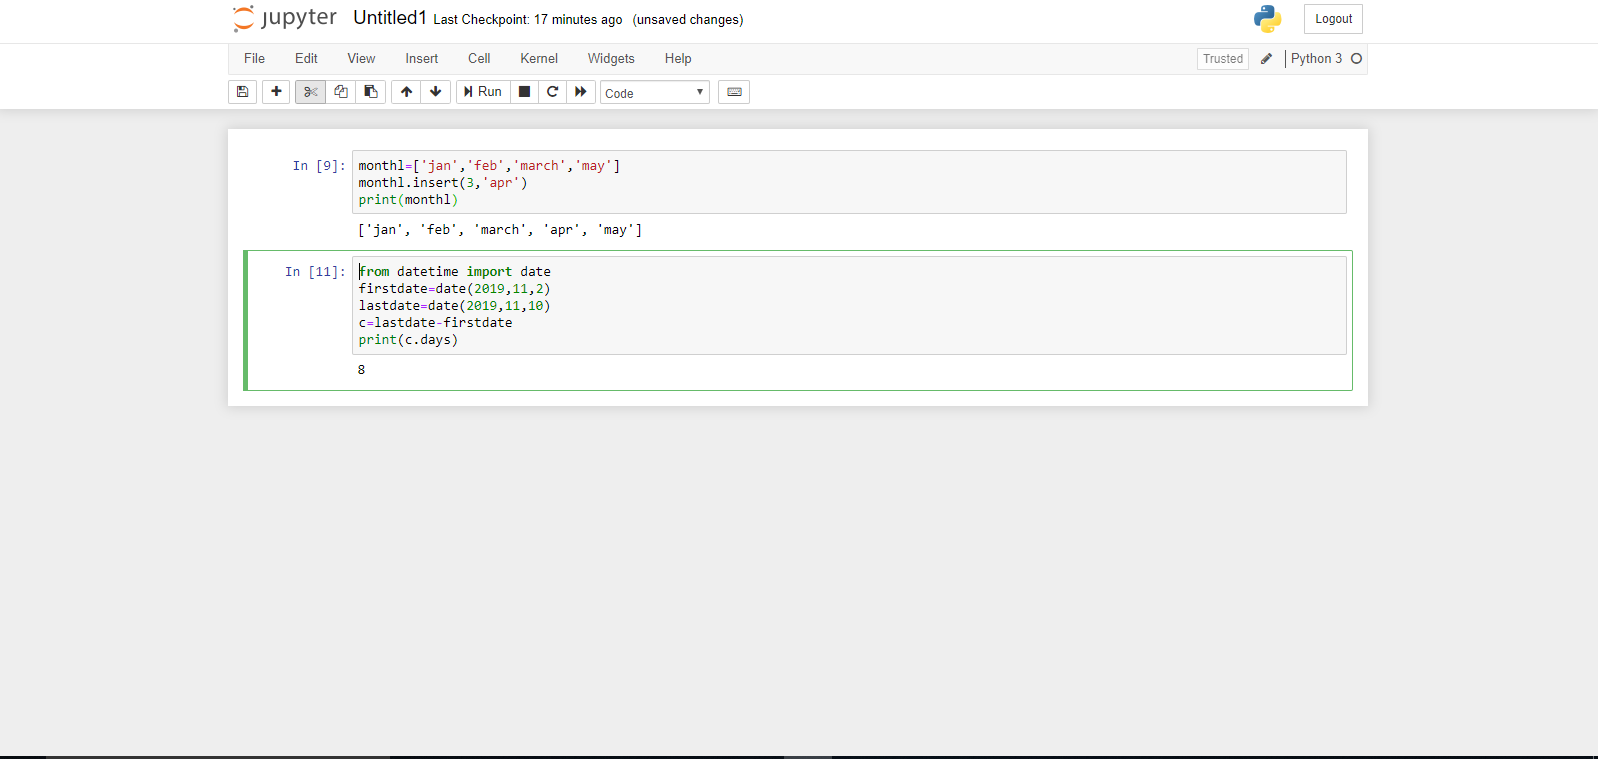 jupyter Untitled1 Last Checkpoint: 17 minutes ago (unsaved changes) Logout
File Edit View Insert Cell Kernel Widgets Help Trusted Python 3
Run Code
In [9]: monthl=['jan','feb','march','may']
monthl.insert(3,'apr')
print(monthl)
['jan', 'feb', 'march', 'apr', 'may']
In [11]: from datetime import date
firstdate=date(2019,11,2)
lastdate=date(2019,11,10)
c=lastdate-firstdate
print(c.days)
8